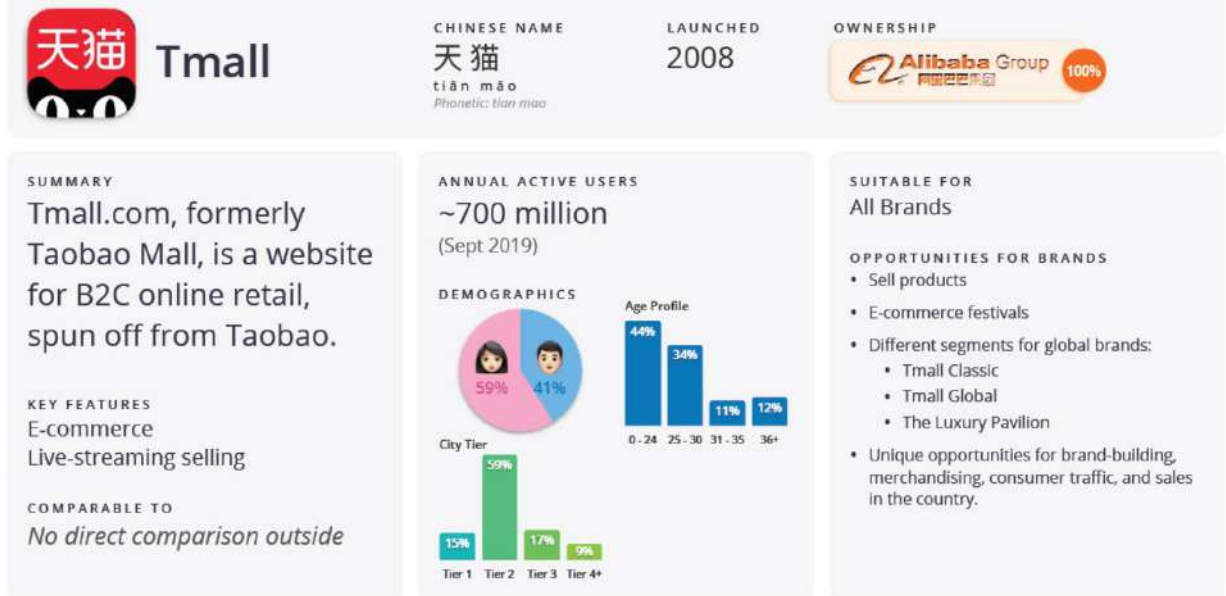 天猫
Tmall
CHINESE NAME
天猫
tiān māo
Phonetic: tian mao
LAUNCHED
2008
OWNERSHIP
Alibaba Group
阿里巴巴集团
100%
SUMMARY
Tmall.com, formerly
Taobao Mall, is a website
for B2C online retail,
spun off from Taobao.
KEY FEATURES
E-commerce
Live-streaming selling
COMPARABLE TO
No direct comparison outside
ANNUAL ACTIVE USERS
~700 million
(Sept 2019)
DEMOGRAPHICS
59%
41%
Age Profile
44%
34%
11%
12%
0 - 24
25 - 30
31 - 35
36+
City Tier
59%
15%
17%
9%
Tier 1
Tier 2
Tier 3
Tier 4+
SUITABLE FOR
All Brands
OPPORTUNITIES FOR BRANDS
• Sell products
• E-commerce festivals
• Different segments for global brands:
• Tmall Classic
• Tmall Global
• The Luxury Pavilion
• Unique opportunities for brand-building,
merchandising, consumer traffic, and sales
in the country.